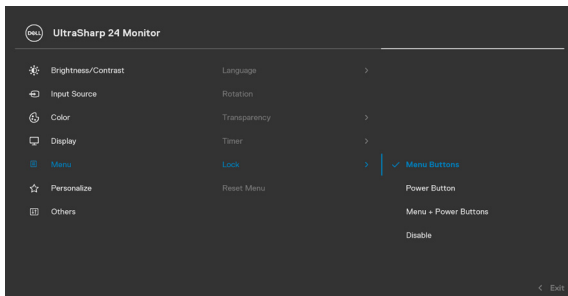 DELL UltraSharp 24 Monitor
Brightness/Contrast
Input Source
Color
Display
Menu
Personalize
Others
Language
Rotation
Transparency
Timer
Lock
Reset Menu
Menu Buttons
Power Button
Menu + Power Buttons
Disable
Exit